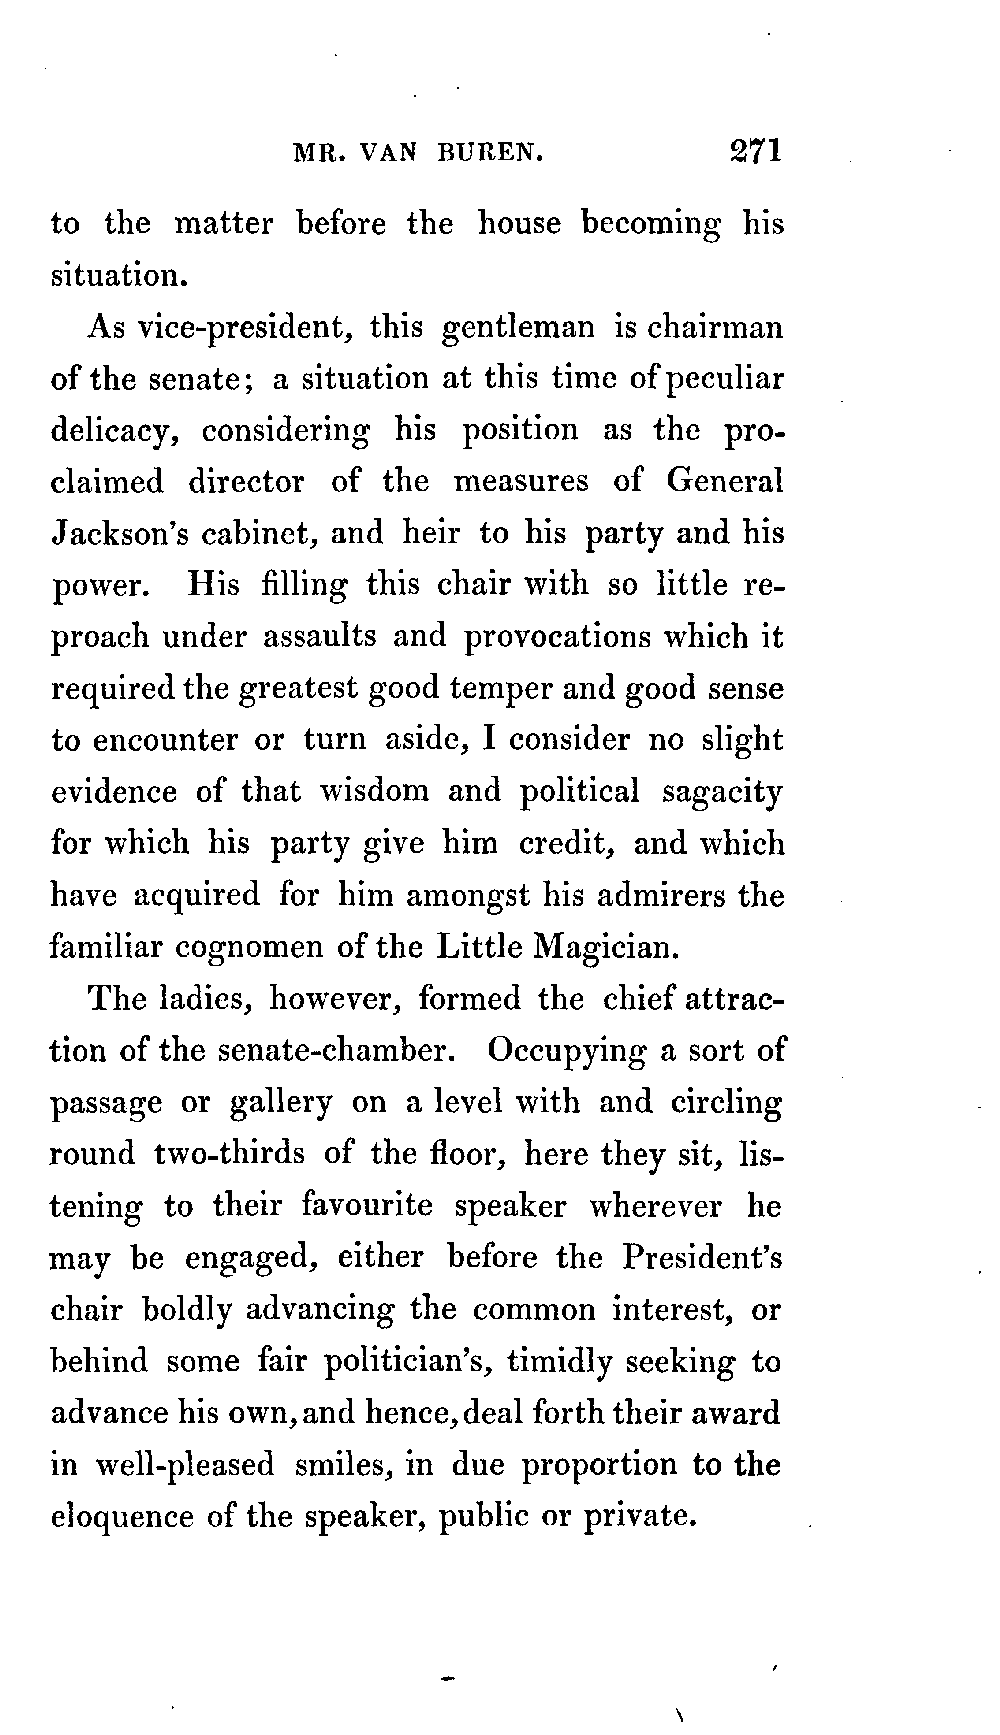 MR. VAN BUREN. 271
to the matter before the house becoming his
situation.
As vice-president, this gentleman is chairman
of the senate; a situation at this time of peculiar
delicacy, considering his position as the pro-
claimed director of the measures of General
Jackson's cabinet, and heir to his party and his
power. His filling this chair with so little re-
proach under assaults and provocations which it
required the greatest good temper and good sense
to encounter or turn aside, I consider no slight
evidence of that wisdom and political sagacity
for which his party give him credit, and which
have acquired for him amongst his admirers the
familiar cognomen of the Little Magician.
The ladies, however, formed the chief attrac-
tion of the senate-chamber. Occupying a sort of
passage or gallery on a level with and circling
round two-thirds of the floor, here they sit, lis-
tening to their favourite speaker wherever he
may be engaged, either before the President's
chair boldly advancing the common interest, or
behind some fair politician's, timidly seeking to
advance his own, and hence, deal forth their award
in well-pleased smiles, in due proportion to the
eloquence of the speaker, public or private.